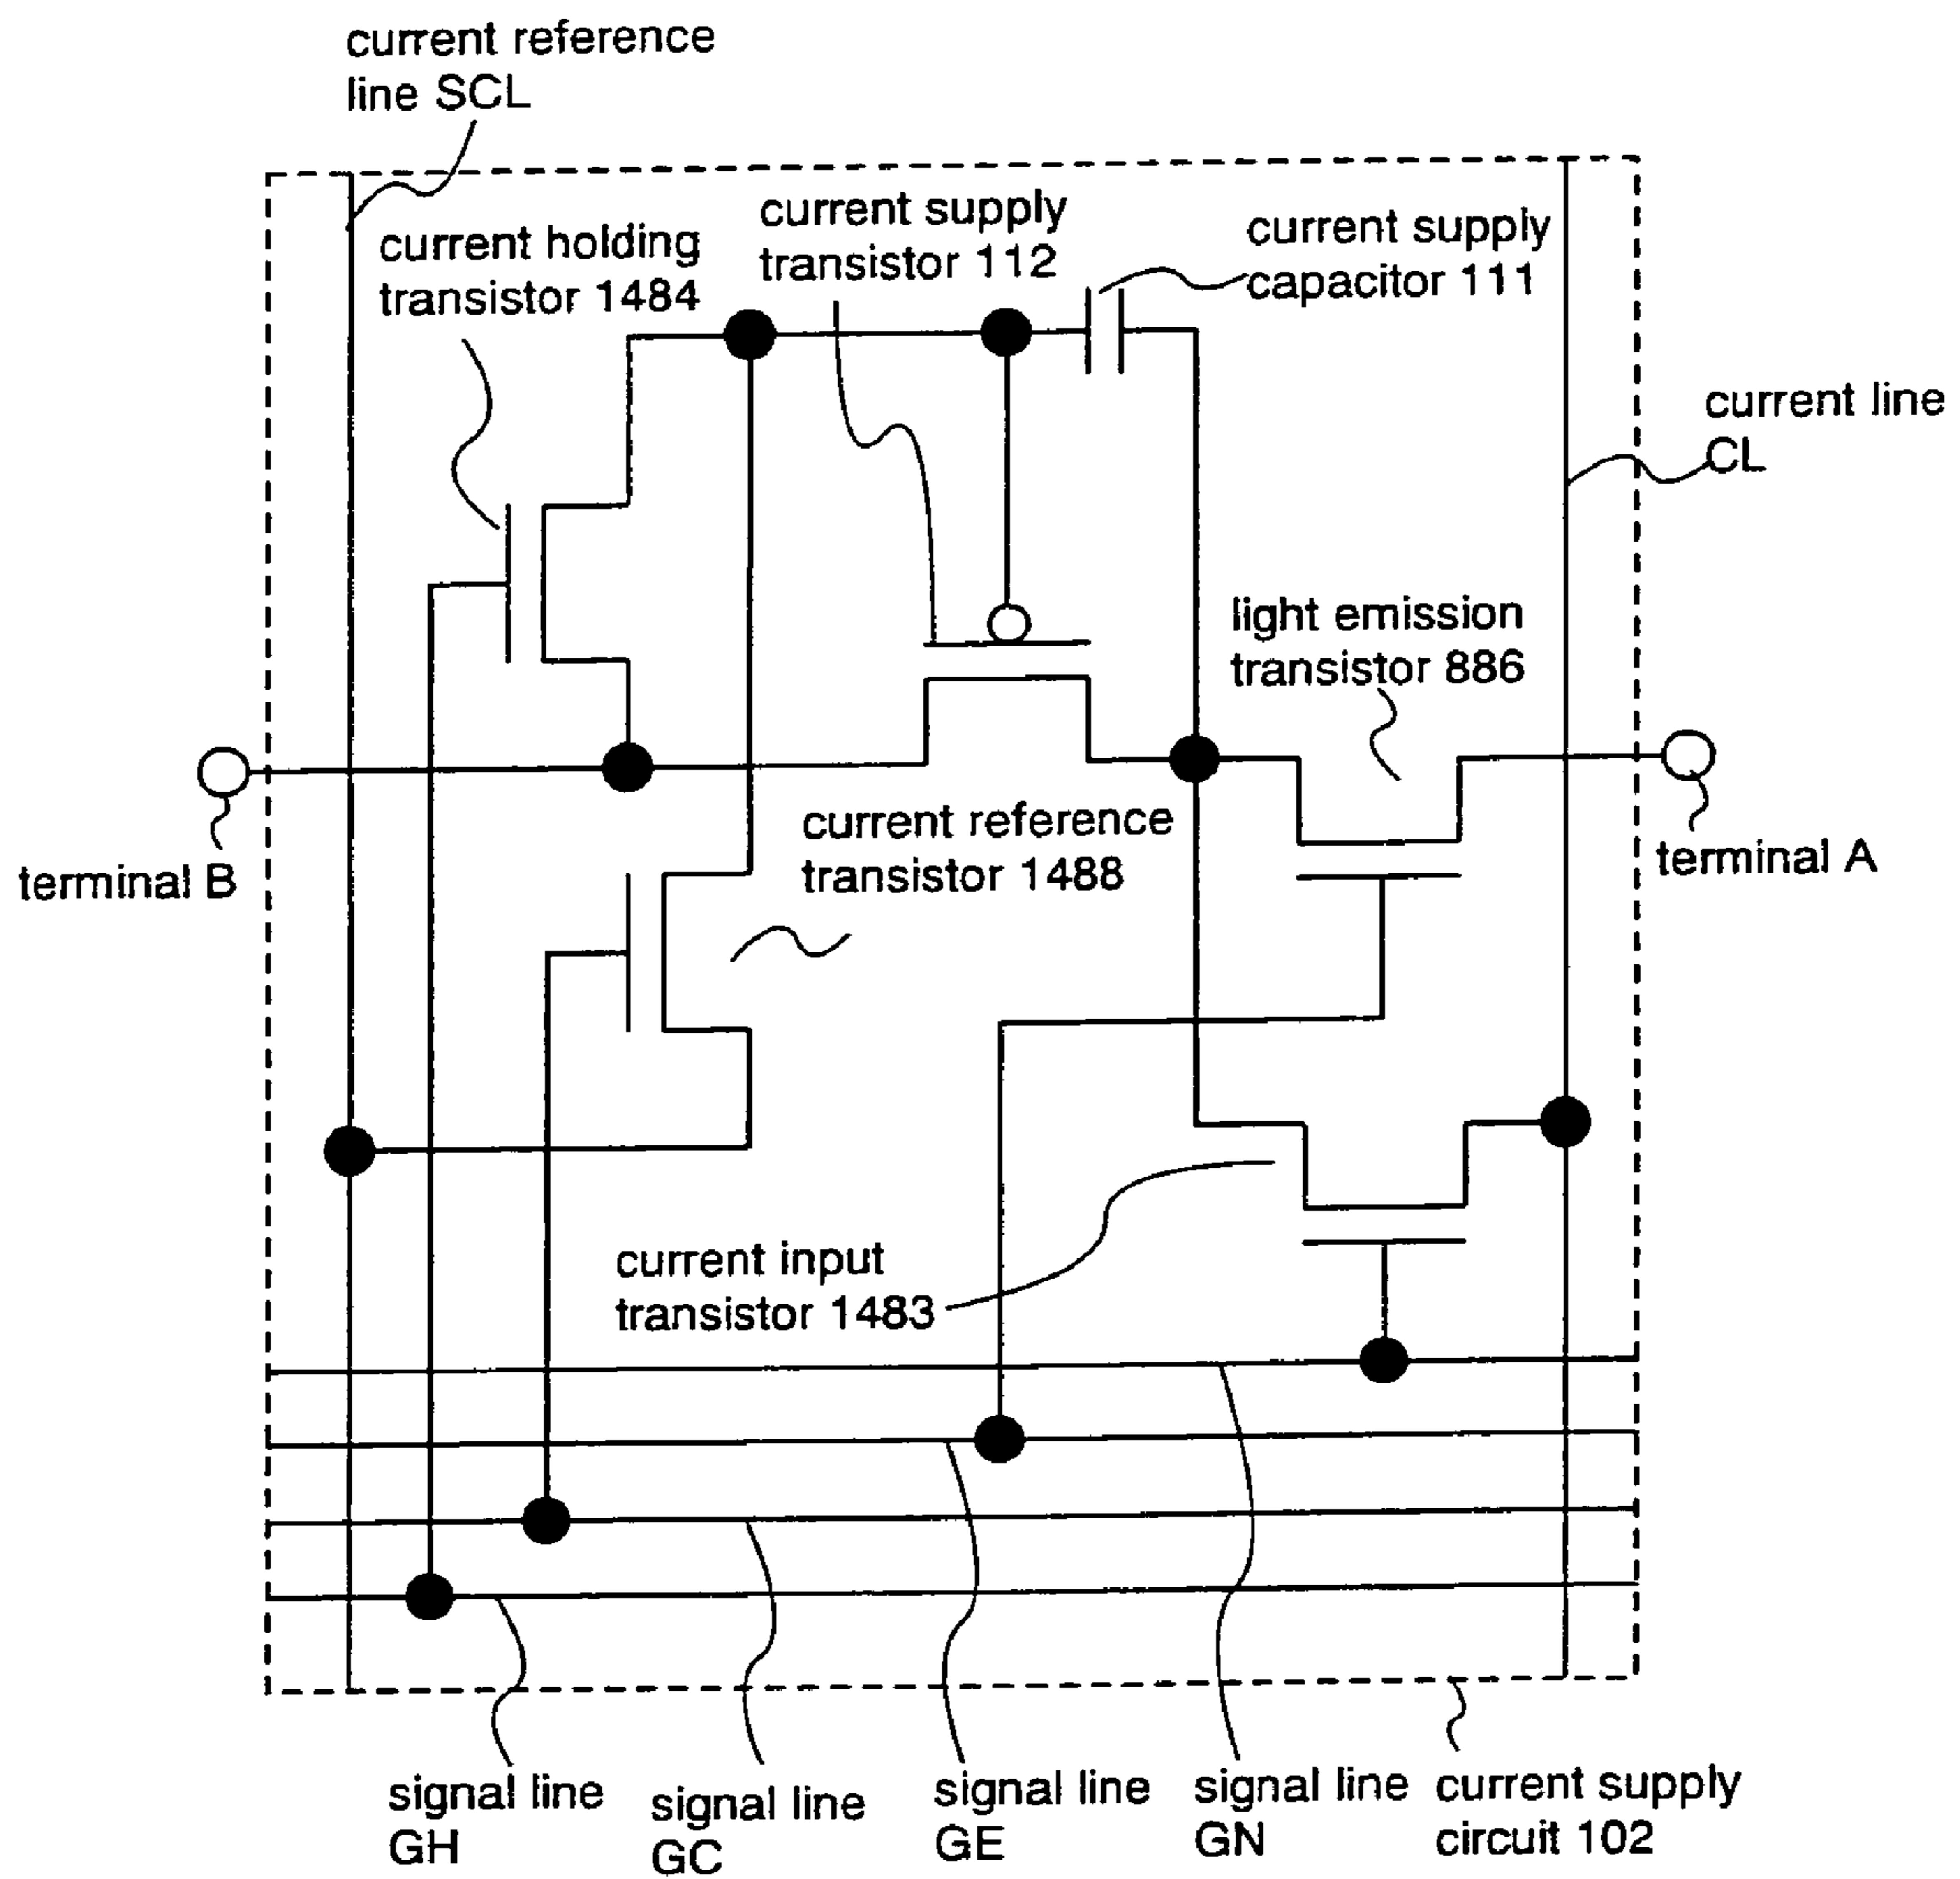 current reference
line SCL
current holding
transistor 1484
current supply
transistor 112
current supply
capacitor 111
current line
CL
light emission
transistor 886
terminal B
current reference
transistor 1488
terminal A
current input
transistor 1483
signal line
GH
signal line
GC
signal line
GE
signal line
GN
current supply
circuit 102